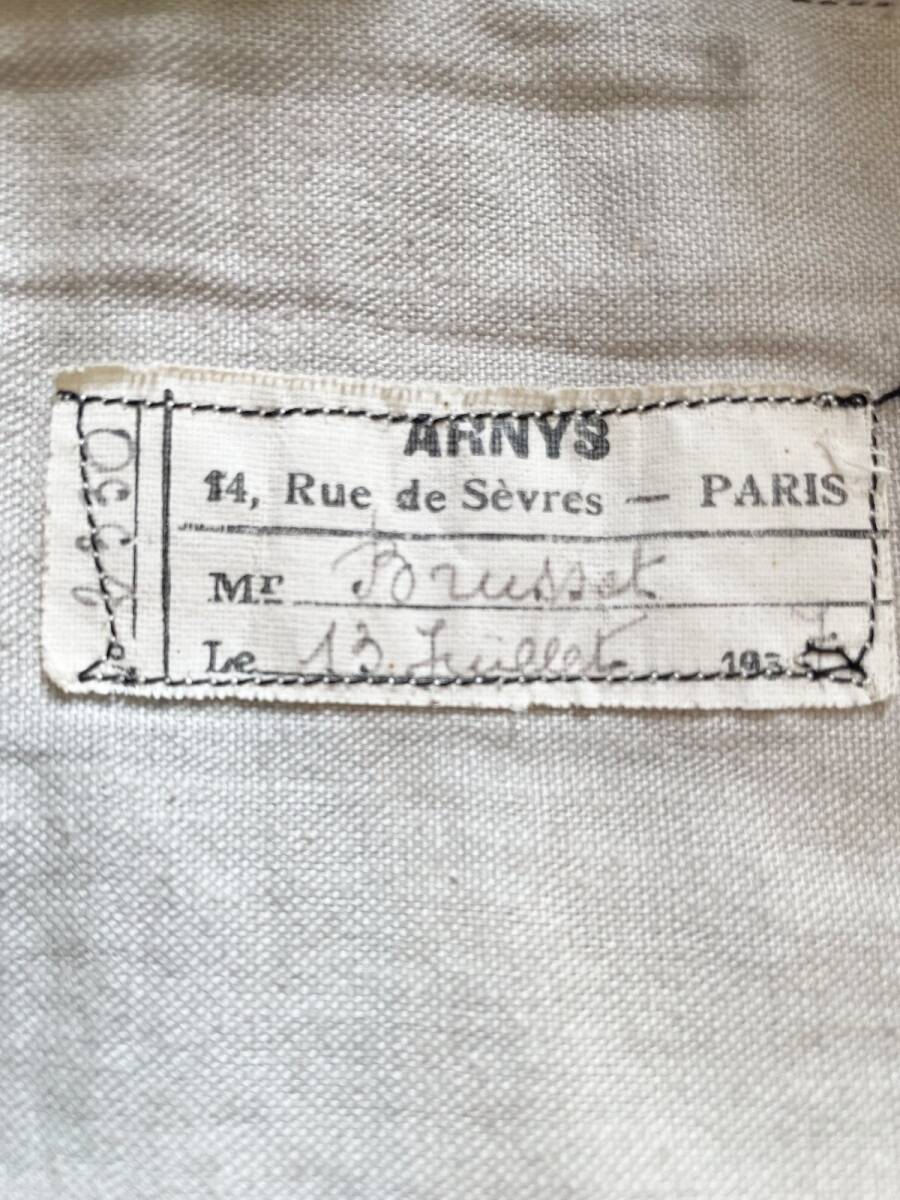 ARNYS
14, Rue de Sèvres — PARIS
Mr Brusset
Le 13 Juillet 193